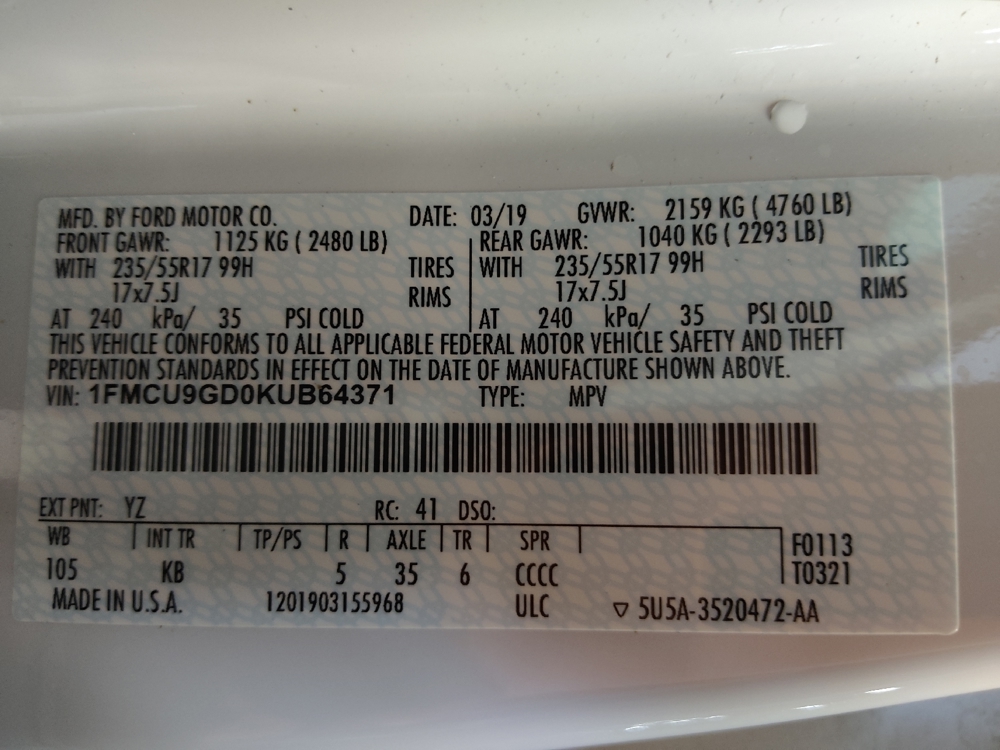 MFD. BY FORD MOTOR CO. DATE: 03/19 GVWR: 2159 KG ( 4760 LB)
FRONT GAWR: 1125 KG ( 2480 LB) REAR GAWR: 1040 KG ( 2293 LB)
WITH 235/55R17 99H TIRES WITH 235/55R17 99H TIRES
17x7.5J RIMS 17x7.5J RIMS
AT 240 kPa/ 35 PSI COLD AT 240 kPa/ 35 PSI COLD
THIS VEHICLE CONFORMS TO ALL APPLICABLE FEDERAL MOTOR VEHICLE SAFETY AND THEFT
PREVENTION STANDARDS IN EFFECT ON THE DATE OF MANUFACTURE SHOWN ABOVE.
VIN: 1FMCU9GD0KUB64371 TYPE: MPV
EXT PNT: YZ RC: 41 DSO:
WB INT TR TP/PS R AXLE TR SPR F0113
105 KB 5 35 6 CCCC T0321
MADE IN U.S.A. 1201903155968 ULC ▽ 5U5A-3520472-AA